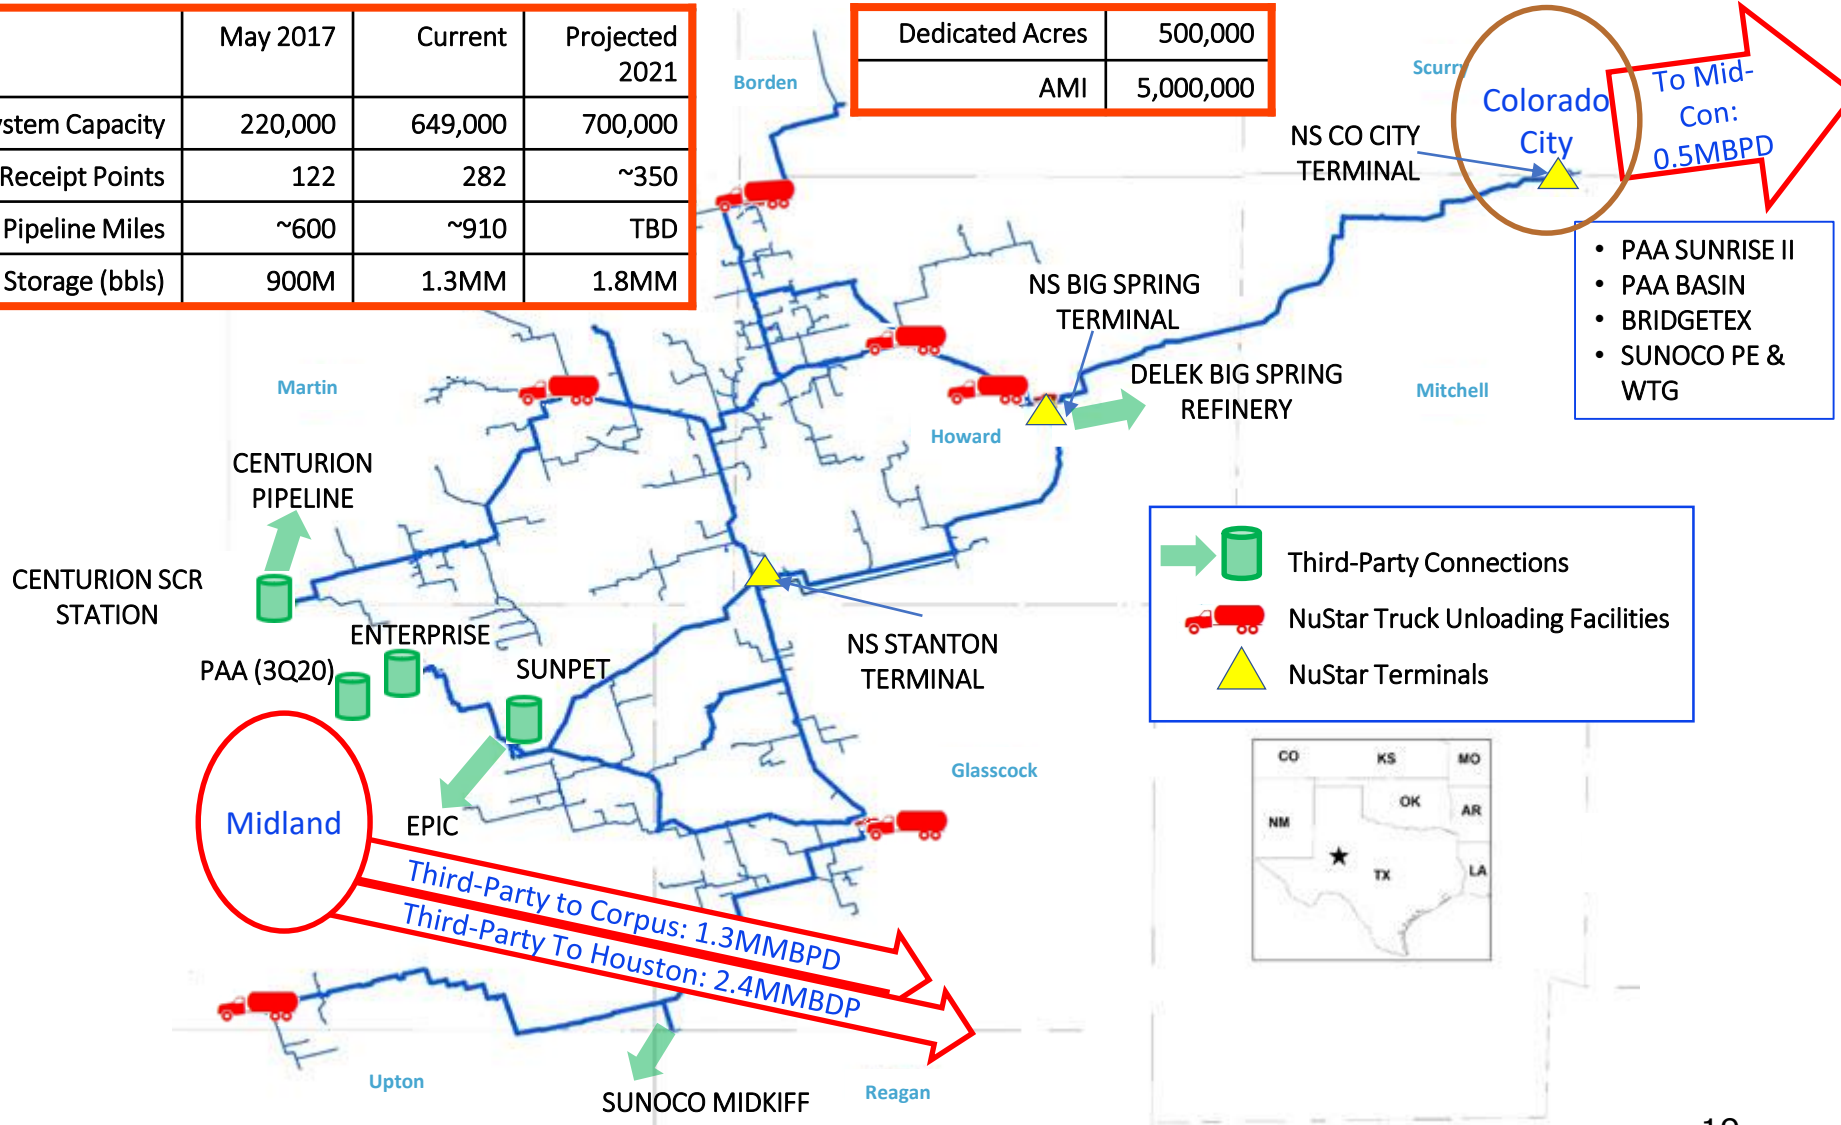 May 2017 Current Projected 2021
stem Capacity 220,000 649,000 700,000
Receipt Points 122 282 ~350
Pipeline Miles ~600 ~910 TBD
Storage (bbls) 900M 1.3MM 1.8MM
Dedicated Acres 500,000
AMI 5,000,000
Borden
Scurry
Colorado
City
To Mid-
Con:
0.5MBPD
NS CO CITY
TERMINAL
• PAA SUNRISE II
• PAA BASIN
• BRIDGETEX
• SUNOCO PE &
WTG
NS BIG SPRING
TERMINAL
DELEK BIG SPRING
REFINERY
Martin
Mitchell
Howard
CENTURION
PIPELINE
CENTURION SCR
STATION
ENTERPRISE
PAA (3Q20)
SUNPET
NS STANTON
TERMINAL
Third-Party Connections
NuStar Truck Unloading Facilities
NuStar Terminals
Glasscock
Midland
EPIC
Third-Party to Corpus: 1.3MMBPD
Third-Party To Houston: 2.4MMBDP
CO
KS
MO
OK
AR
NM
TX
LA
Upton
SUNOCO MIDKIFF
Reagan